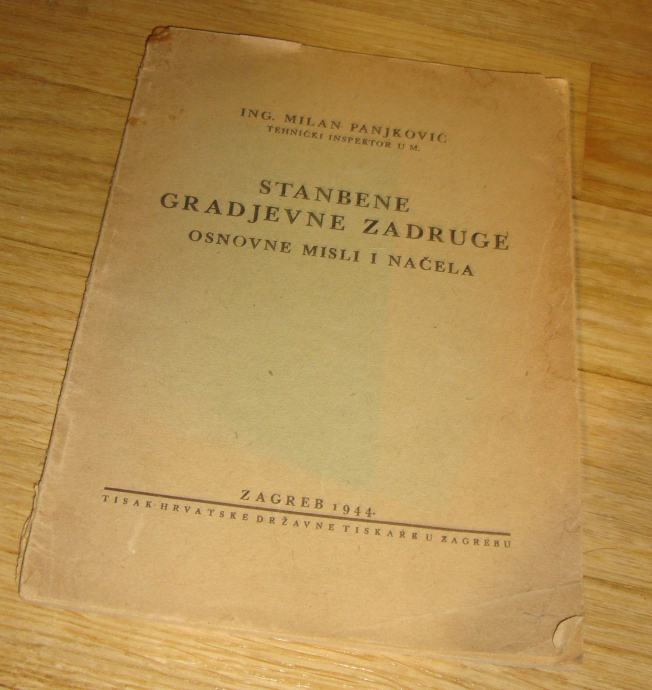 ING. MILAN PANJKOVIĆ
TEHNIČKI INSPEKTOR U M.
STANBENE
GRADJEVNE ZADRUGE
OSNOVNE MISLI I NAČELA
ZAGREB 1944.
TISAK HRVATSKE DRŽAVNE TISKARE U ZAGREBU